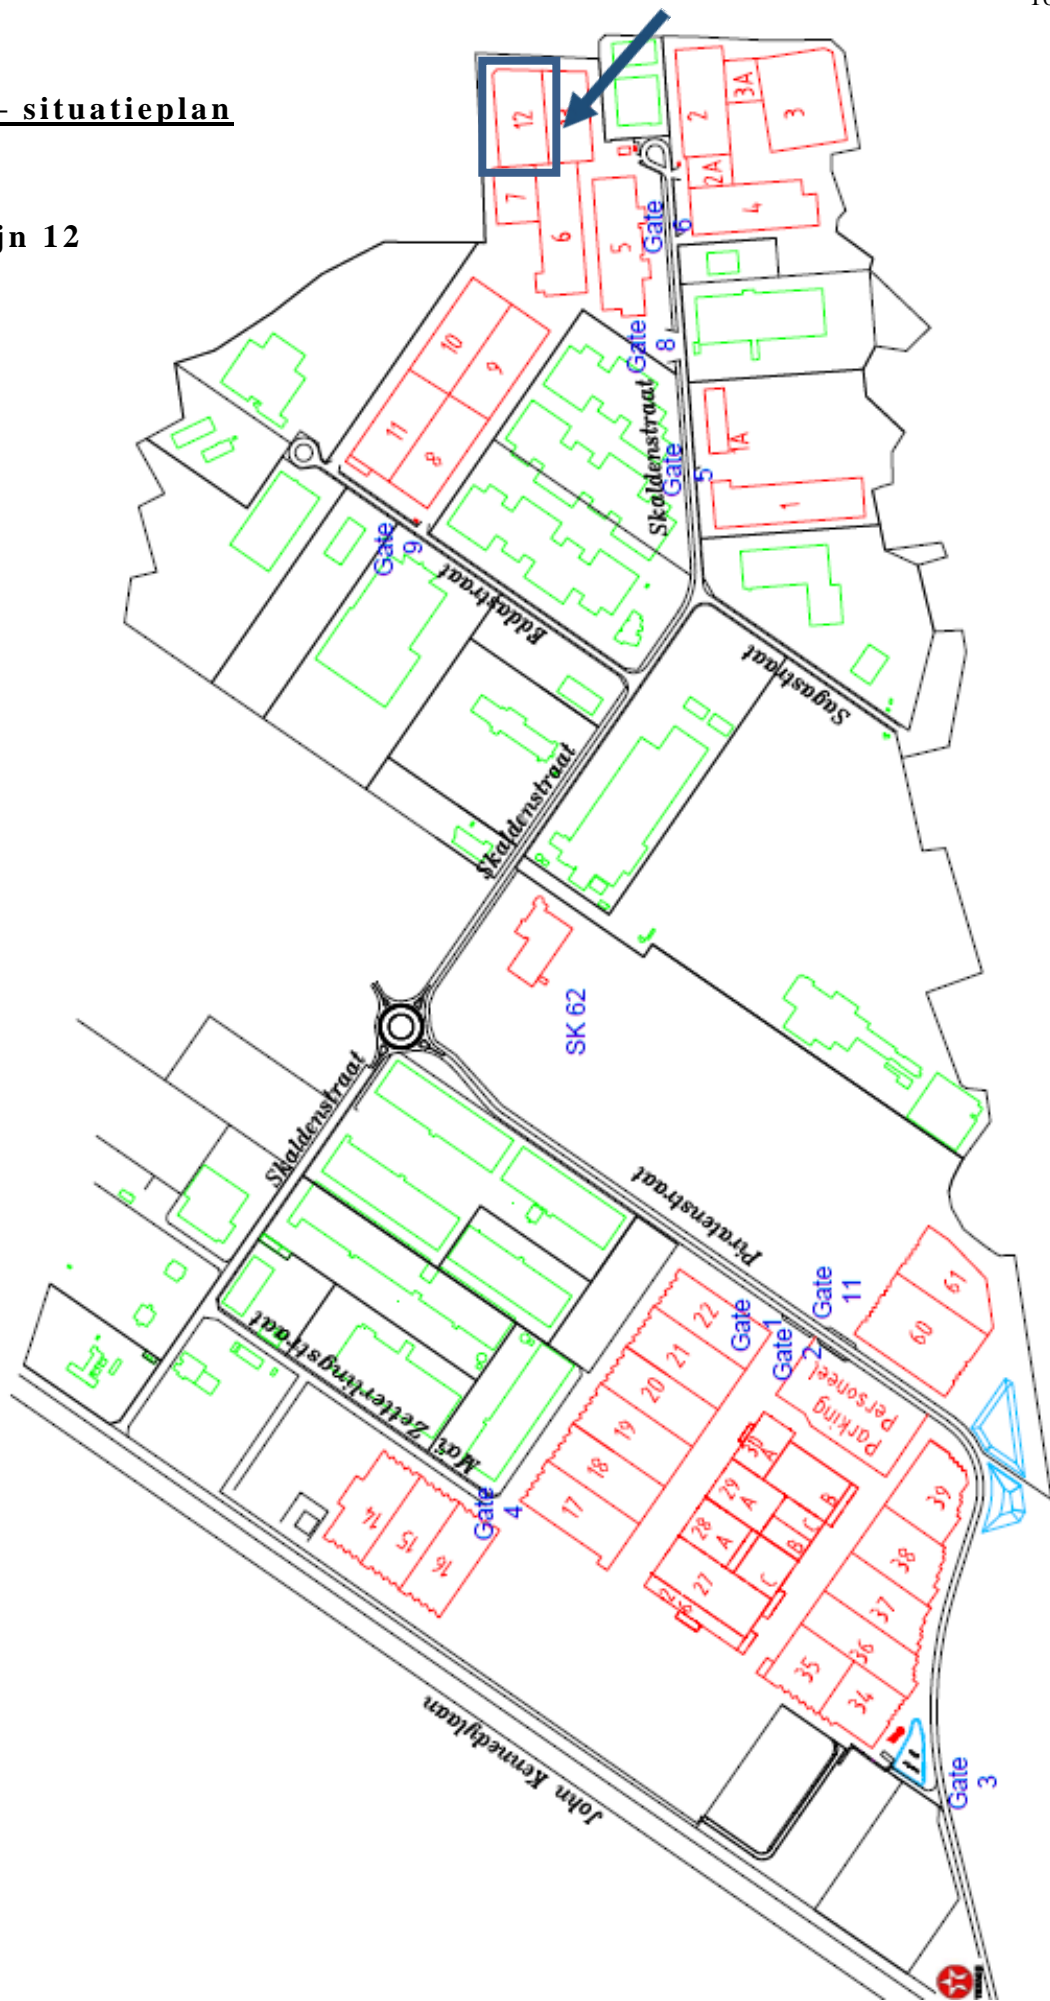 - situatieplan
jn 12
12
7
6
5
2
3A
3
2A
4
Gate
6
Gate
8
Skaldenstraat
Gate
5
1A
1
10
9
11
8
Gate
9
Eddastraat
Sagastraat
Skaldenstraat
SK 62
Skaldenstraat
Piratenstraat
Mai Zetterlingstraat
Gate
11
Gate
1
Gate
2
61
60
Parking
Personeel
22
21
20
19
18
17
14
15
16
Gate
4
30
A
29
A
28
A
27
B
C
B
C
39
38
37
36
35
34
John Kennedylaan
Gate
3